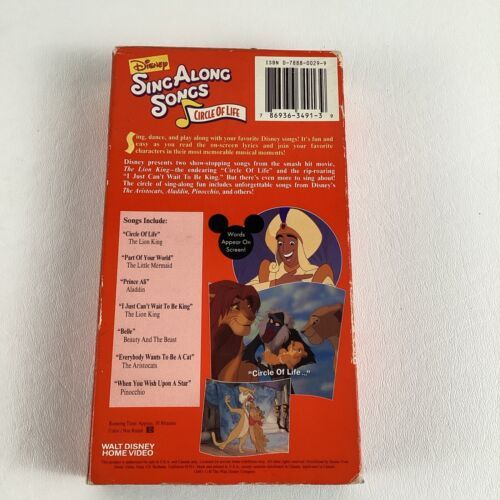 Disney
SING ALONG
SONGS
CIRCLE OF LIFE
ISBN 0-7888-0029-9
7 86936-3491-3 9
Sing, dance, and play along with your favorite Disney songs! It's fun and
easy as you read the on-screen lyrics and join your favorite
characters in their most memorable musical moments!
Disney presents two show-stopping songs from the smash hit movie,
The Lion King—the endearing "Circle Of Life" and the rip-roaring
"I Just Can't Wait To Be King." But there's even more to sing about!
The circle of sing-along fun includes unforgettable songs from Disney's
The Aristocats, Aladdin, Pinocchio, and others!
Songs Include:
"Circle Of Life"
The Lion King
"Part Of Your World"
The Little Mermaid
"Prince Ali"
Aladdin
"I Just Can't Wait To Be King"
The Lion King
"Belle"
Beauty And The Beast
"Everybody Wants To Be A Cat"
The Aristocats
"When You Wish Upon A Star"
Pinocchio
Words
Appear On
Screen!
"Circle Of Life..."
Running Time: Approx. 30 Minutes
Color / Not Rated
WALT DISNEY
HOME VIDEO